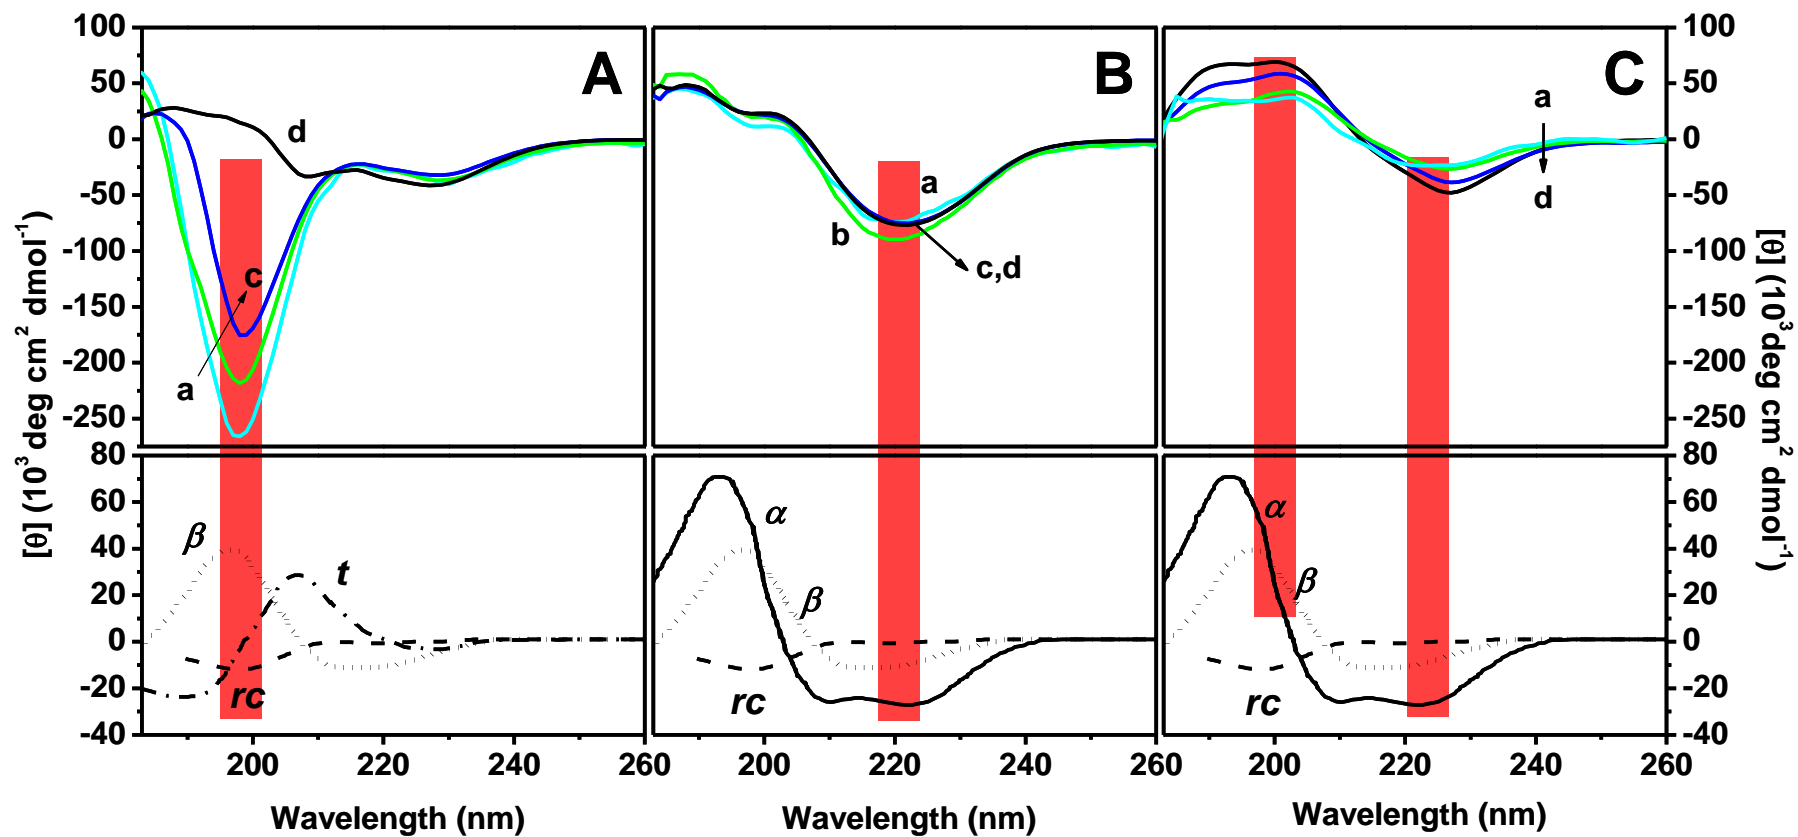 100 50 0 -50 -100 -150 -200 -250
A
d
c
a
B
a
b
c,d
C
a
d
100 50 0 -50 -100 -150 -200 -250
[θ] (10³ deg cm² dmol⁻¹)
[θ] (10³deg cm² dmol⁻¹)
80 60 40 20 0 -20 -40
β
t
rc
α
β
rc
α
β
rc
80 60 40 20 0 -20 -40
200 220 240 260 200 220 240 260 200 220 240 260
Wavelength (nm) Wavelength (nm) Wavelength (nm)